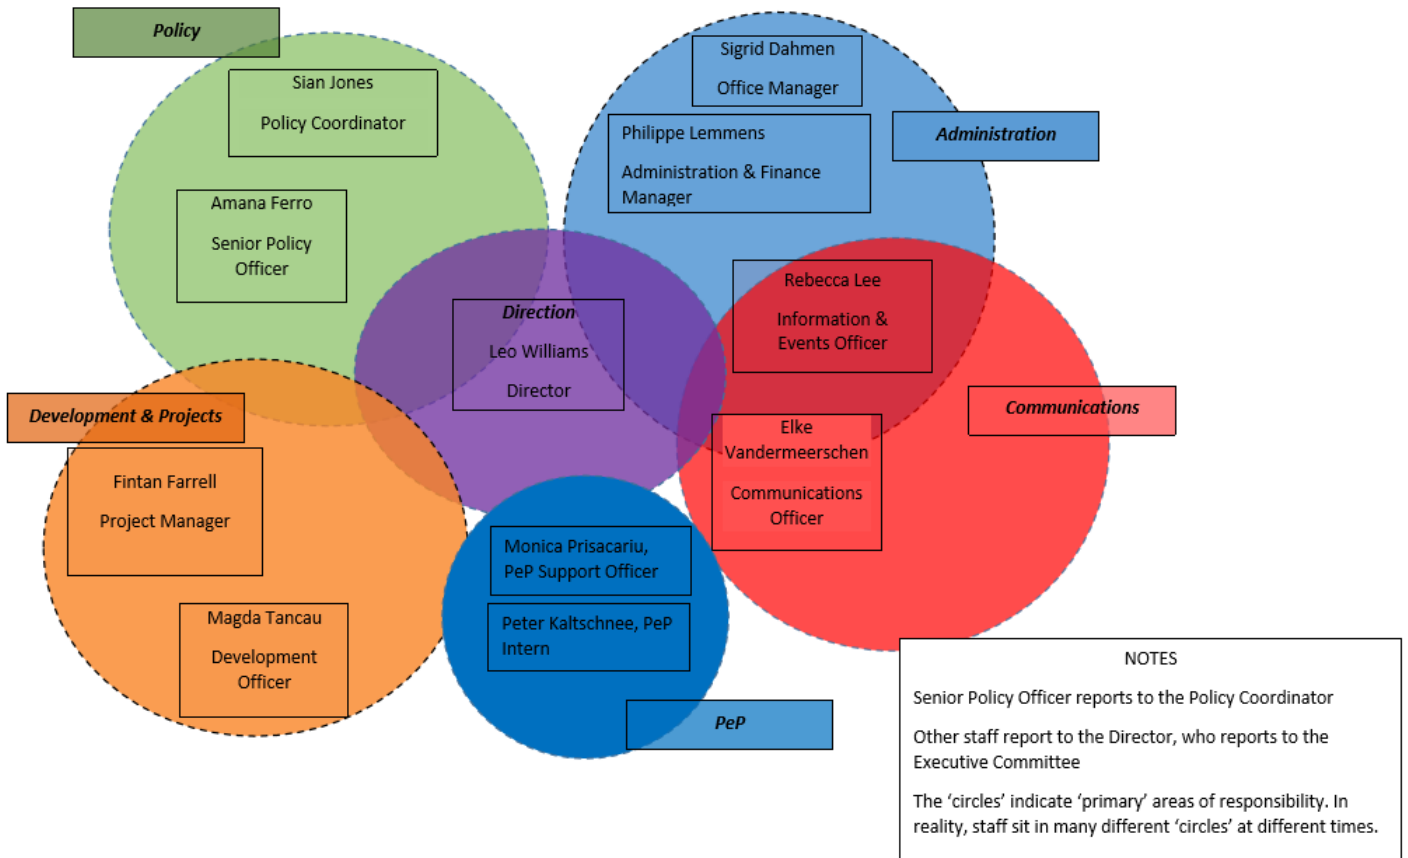 Policy
Sian Jones
Policy Coordinator
Amana Ferro
Senior Policy
Officer
Sigrid Dahmen
Office Manager
Philippe Lemmens
Administration & Finance
Manager
Administration
Rebecca Lee
Information &
Events Officer
Direction
Leo Williams
Director
Communications
Elke
Vandermeerschen
Communications
Officer
Development & Projects
Fintan Farrell
Project Manager
Magda Tancau
Development
Officer
Monica Prisacariu,
PeP Support Officer
Peter Kaltschnee, PeP
Intern
PeP
NOTES
Senior Policy Officer reports to the Policy Coordinator
Other staff report to the Director, who reports to the
Executive Committee
The ‘circles’ indicate ‘primary’ areas of responsibility. In
reality, staff sit in many different ‘circles’ at different times.